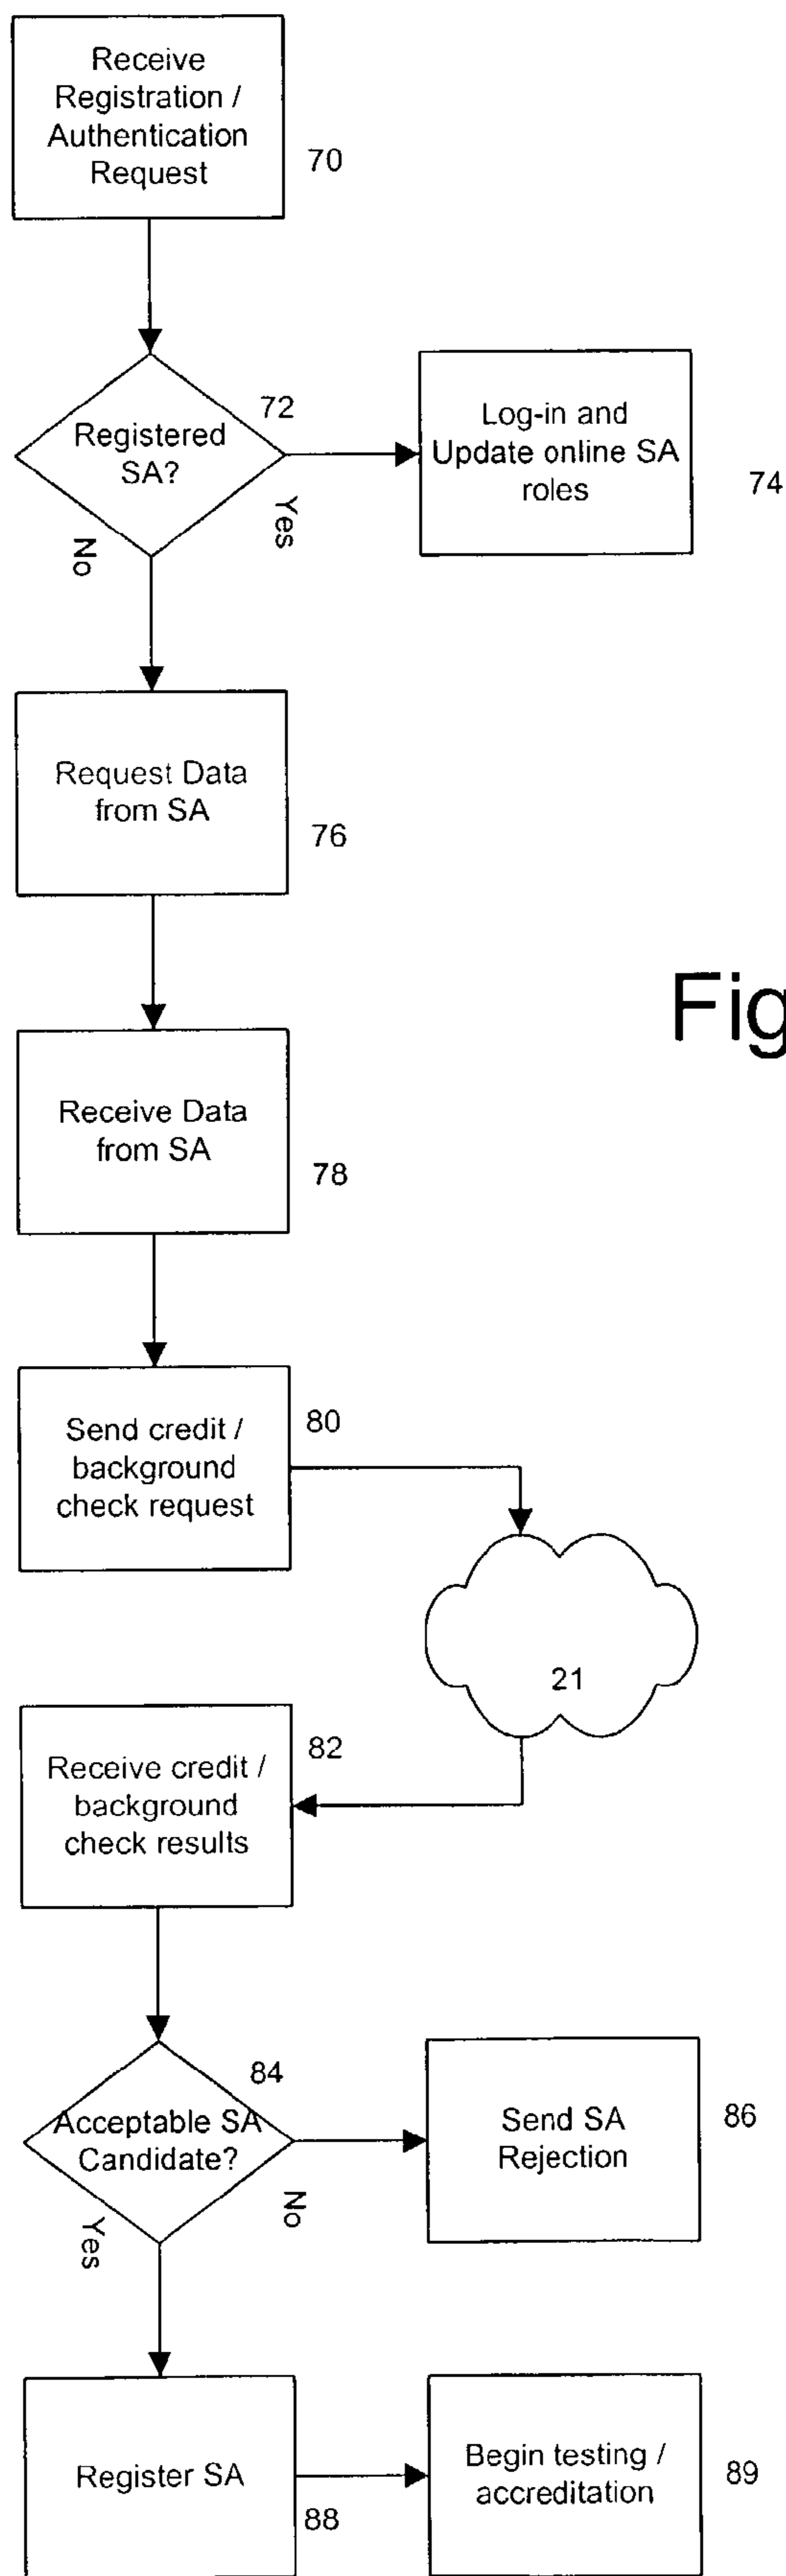 Receive
Registration /
Authentication
Request
70
72
Registered
SA?
Yes
No
Log-in and
Update online SA
roles
74
Request Data
from SA
76
Fig
Receive Data
from SA
78
Send credit /
background
check request
80
21
Receive credit /
background
check results
82
84
Acceptable SA
Candidate?
No
Yes
Send SA
Rejection
86
Register SA
88
Begin testing /
accreditation
89